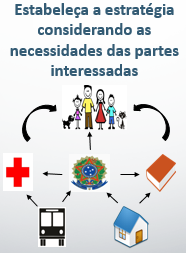 Estabeleça a estratégia
considerando as
necessidades das partes
interessadas